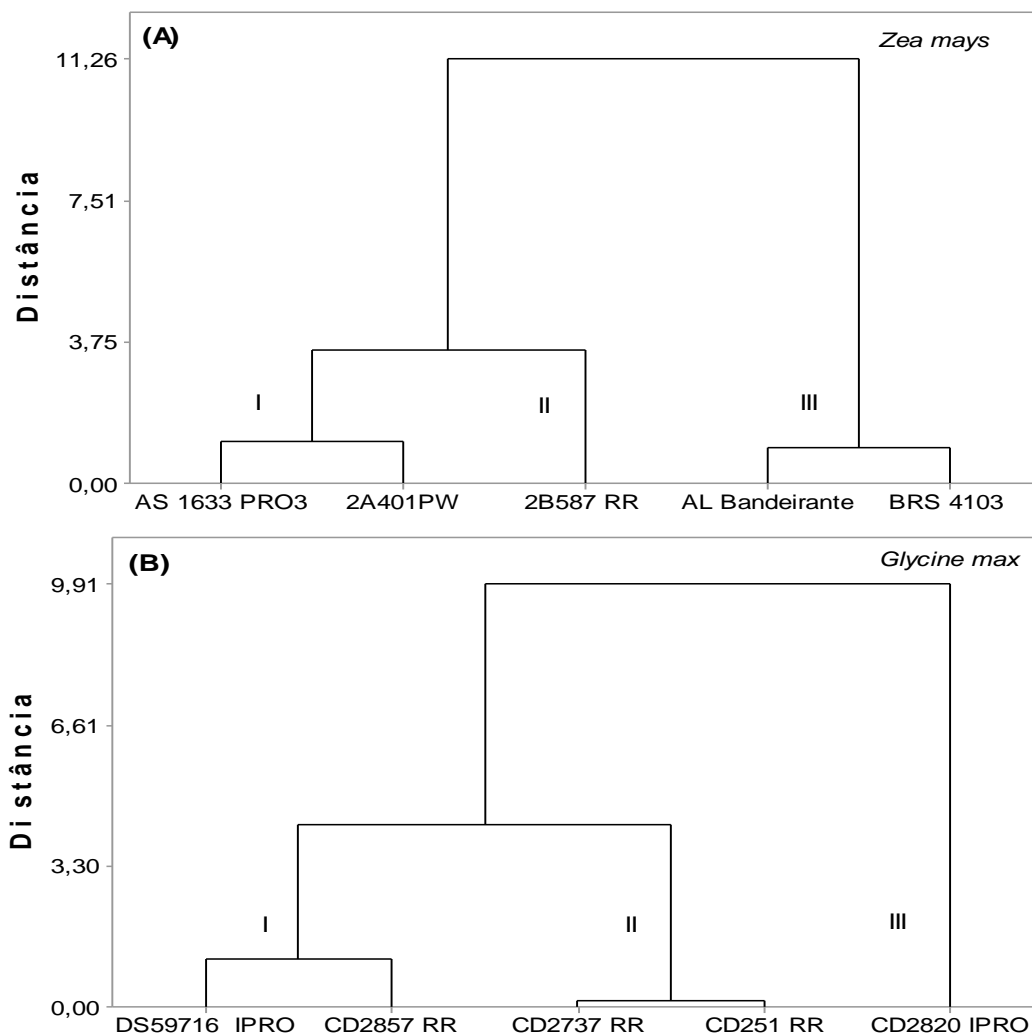 (A)
Zea mays
11,26
7,51
3,75
0,00
Distância
I
II
III
AS 1633 PRO3 2A401PW 2B587 RR AL Bandeirante BRS 4103
(B)
Glycine max
9,91
6,61
3,30
0,00
Distância
I
II
III
DS59716 IPRO CD2857 RR CD2737 RR CD251 RR CD2820 IPRO